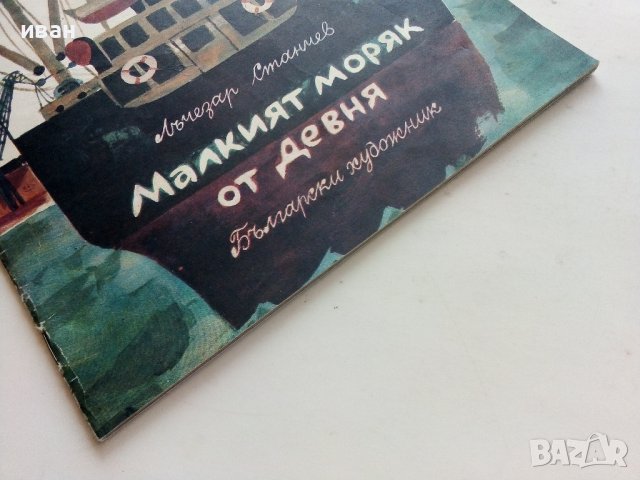 иван
Лъчезар Станчев
Малкият моряк
от Девня
Български художник
BAZAR